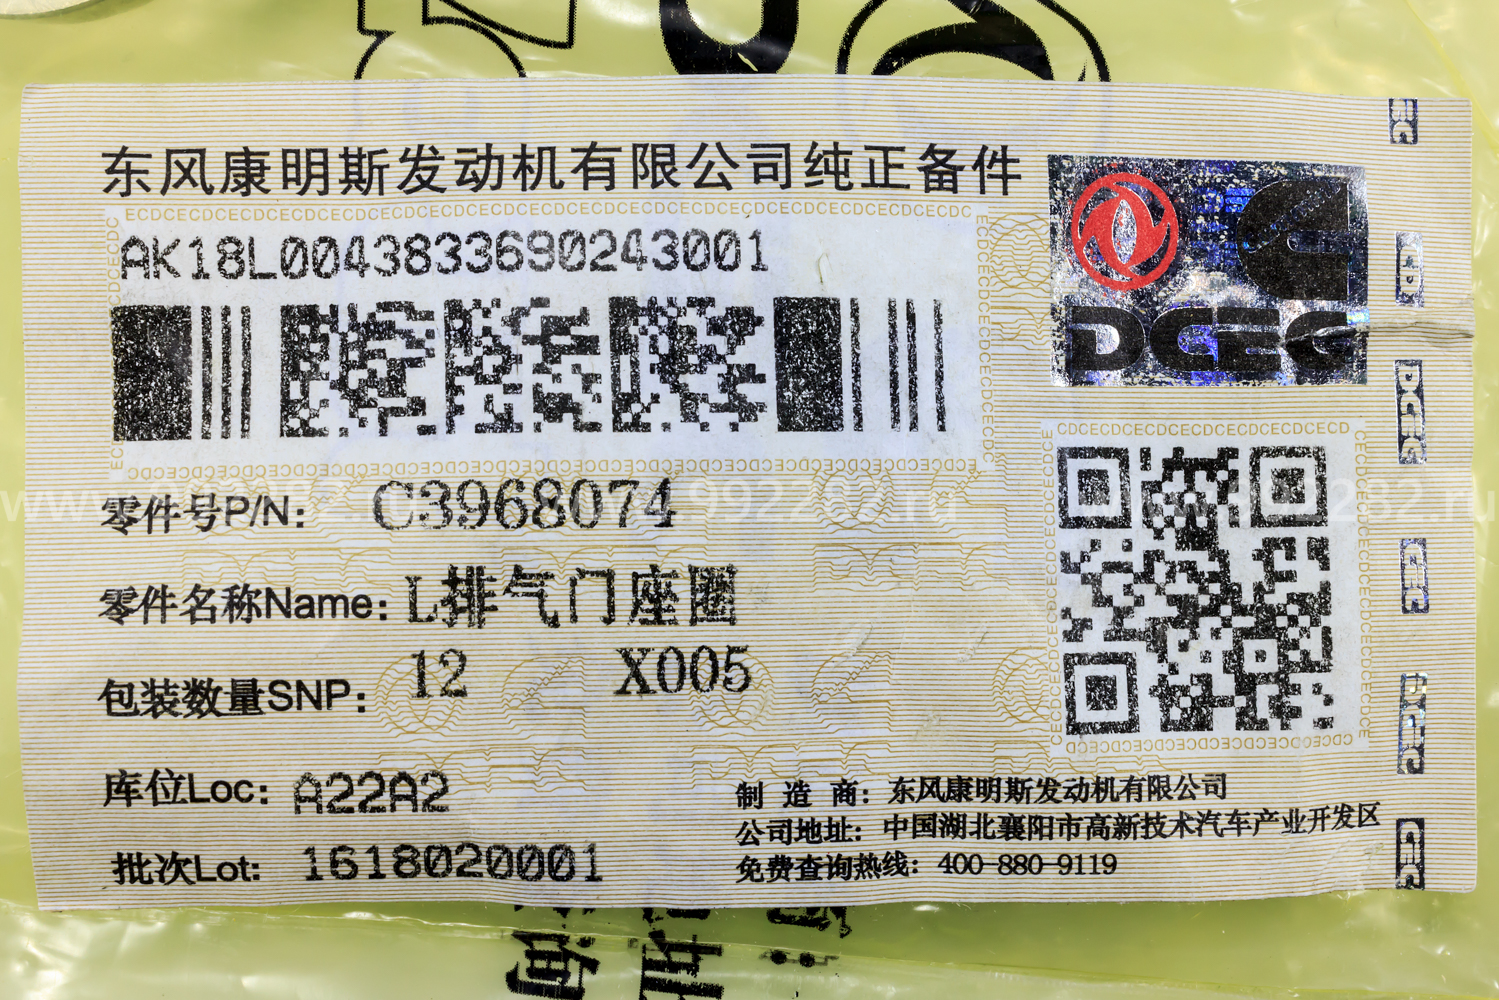 东风康明斯发动机有限公司纯正备件
AK18L0043833690243001
DCEC
零件号P/N: C3968074
零件名称Name: L排气门座圈
包装数量SNP: 12 X005
库位Loc: A22A2
批次Lot: 1618020001
制 造 商: 东风康明斯发动机有限公司
公司地址: 中国湖北襄阳市高新技术汽车产业开发区
免费查询热线: 400-880-9119
www.992282.ru